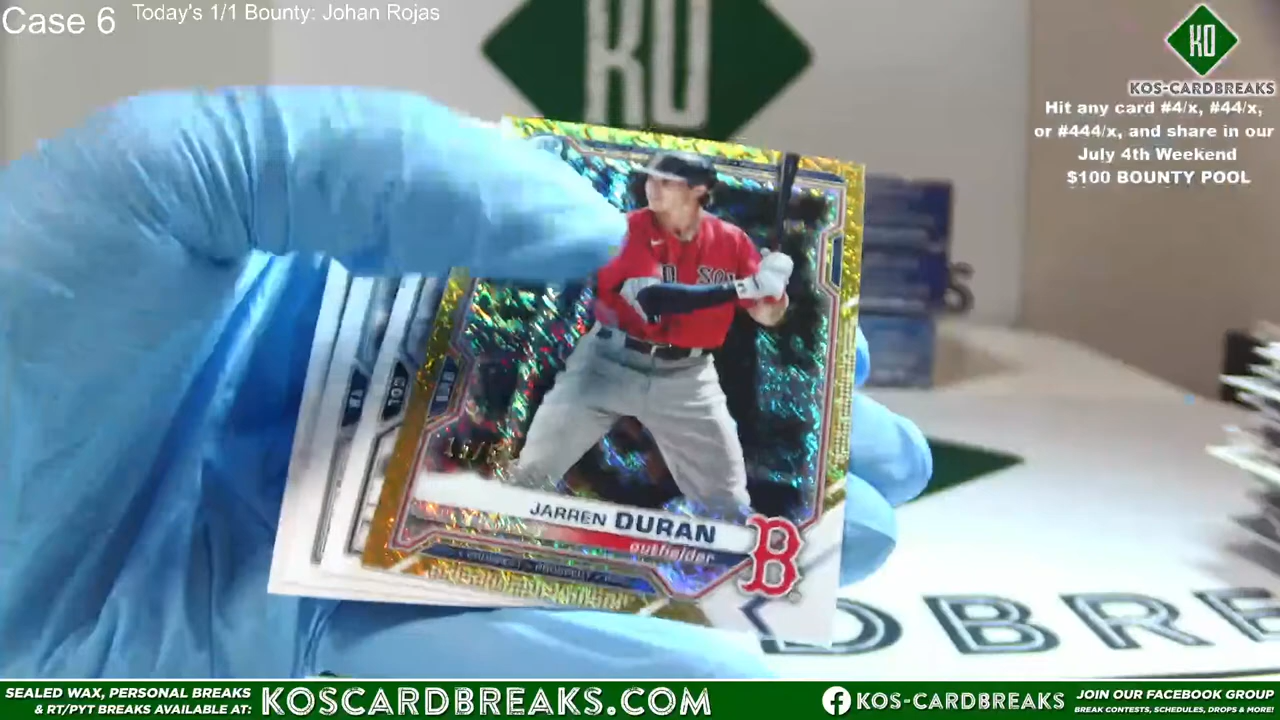 Case 6
Today's 1/1 Bounty: Johan Rojas
KO
KO
KOS-CARDBREAKS
Hit any card #4/x, #44/x,
or #444/x, and share in our
July 4th Weekend
$100 BOUNTY POOL
JARREN DURAN
outfielder
B
DBRE
SEALED WAX, PERSONAL BREAKS
& RT/PYT BREAKS AVAILABLE AT:
KOSCARDBREAKS.COM
KOS-CARDBREAKS
JOIN OUR FACEBOOK GROUP
BREAK CONTESTS, SCHEDULES, DROPS & MORE!